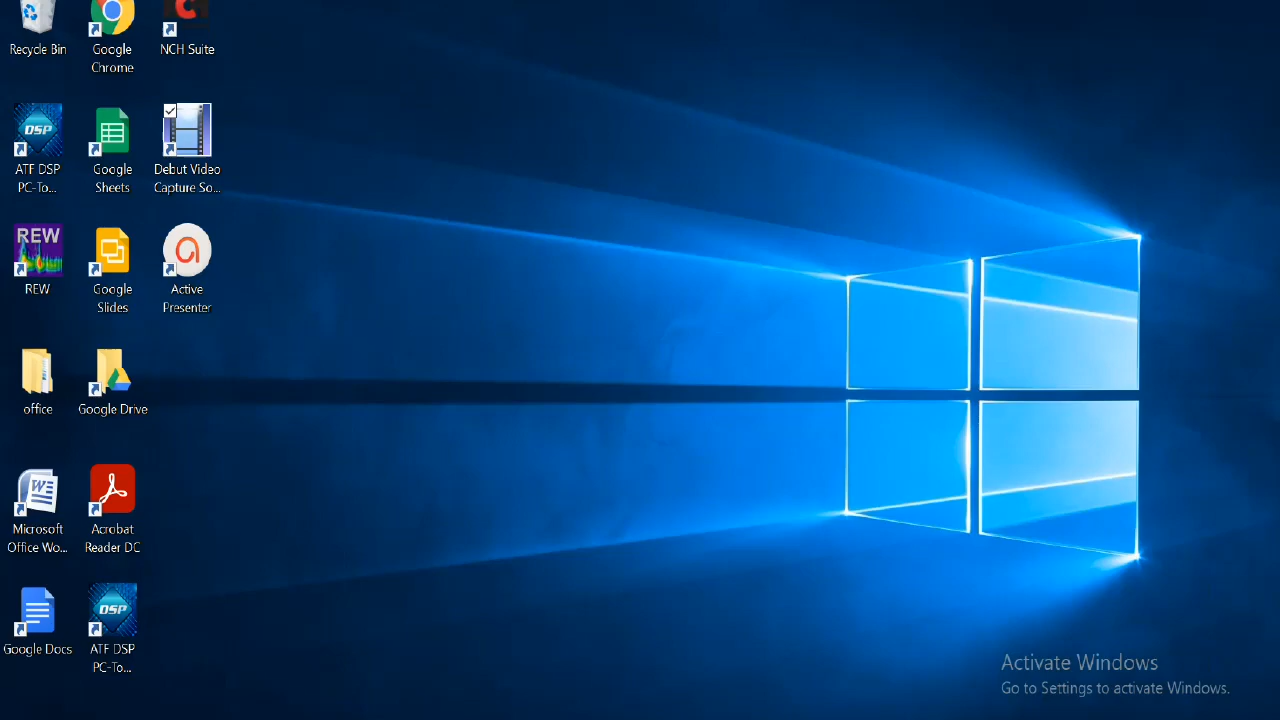 Recycle Bin
Google
Chrome
NCH Suite
DSP
ATF DSP
PC-To...
Google
Sheets
Debut Video
Capture So...
REW
REW
Google
Slides
Active
Presenter
office
Google Drive
W
Microsoft
Office Wo...
Acrobat
Reader DC
Google Docs
DSP
ATF DSP
PC-To...
Activate Windows
Go to Settings to activate Windows.